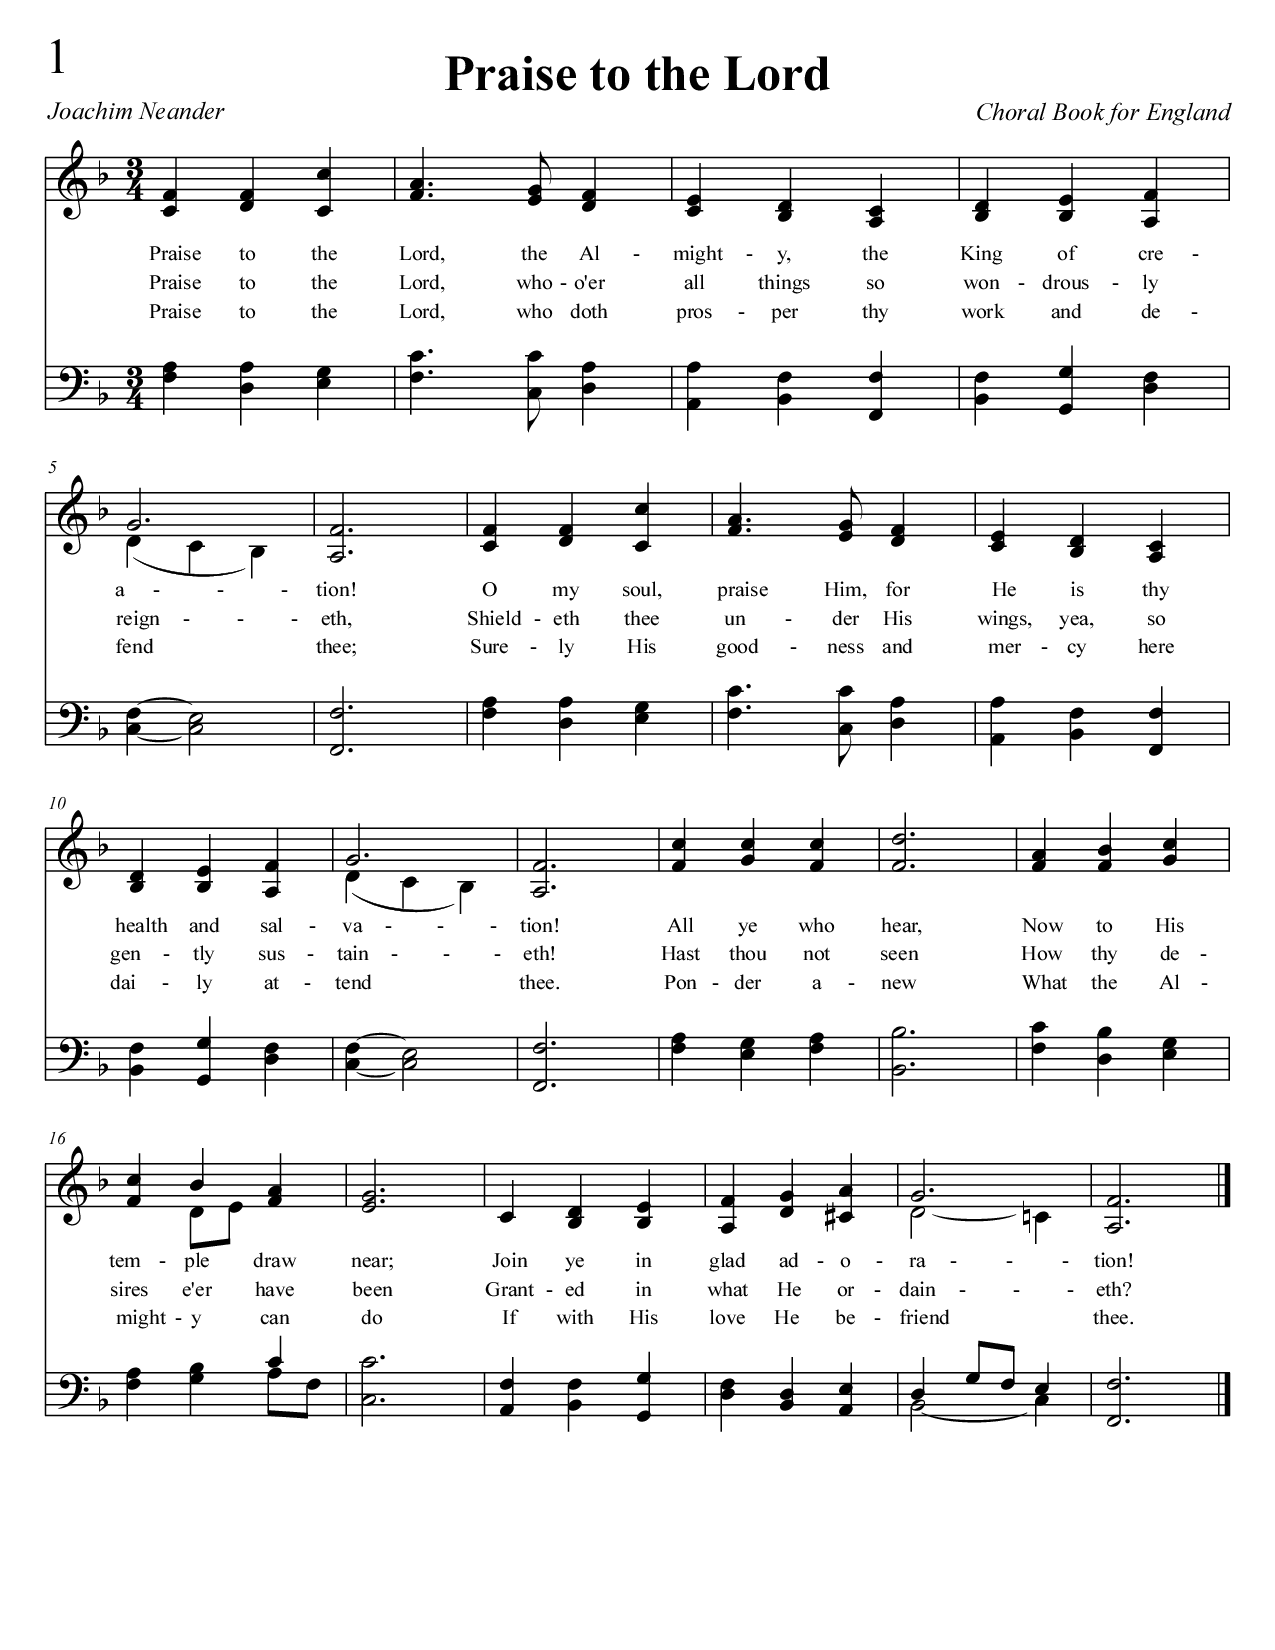 1
Praise to the Lord
Joachim Neander
Choral Book for England
3
4
Praise to the Lord, the Al - might - y, the King of cre -
Praise to the Lord, who - o'er all things so won - drous - ly
Praise to the Lord, who doth pros - per thy work and de -
3
4
5
a - - - tion! O my soul, praise Him, for He is thy
reign - - - eth, Shield - eth thee un - der His wings, yea, so
fend thee; Sure - ly His good - ness and mer - cy here
10
health and sal - va - - - tion! All ye who hear, Now to His
gen - tly sus - tain - - - eth! Hast thou not seen How thy de -
dai - ly at - tend thee. Pon - der a - new What the Al -
16
tem - ple draw near; Join ye in glad ad - o - ra - - - tion!
sires e'er have been Grant - ed in what He or - dain - - - eth?
might - y can do If with His love He be - friend thee.